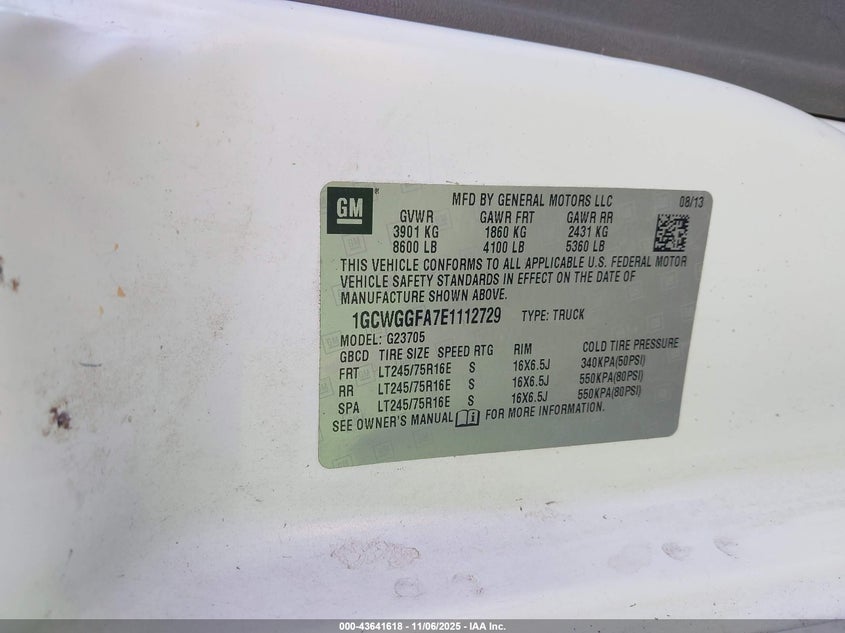 GM
MFD BY GENERAL MOTORS LLC 08/13
GVWR GAWR FRT GAWR RR
3901 KG 1860 KG 2431 KG
8600 LB 4100 LB 5360 LB
THIS VEHICLE CONFORMS TO ALL APPLICABLE U.S. FEDERAL MOTOR
VEHICLE SAFETY STANDARDS IN EFFECT ON THE DATE OF
MANUFACTURE SHOWN ABOVE.
1GCWGGFA7E1112729 TYPE: TRUCK
MODEL: G23705
GBCD TIRE SIZE SPEED RTG RIM COLD TIRE PRESSURE
FRT LT245/75R16E S 16X6.5J 340KPA(50PSI)
RR LT245/75R16E S 16X6.5J 550KPA(80PSI)
SPA LT245/75R16E S 16X6.5J 550KPA(80PSI)
SEE OWNER'S MANUAL FOR MORE INFORMATION.
000-43641618 - 11/06/2025 - IAA Inc.